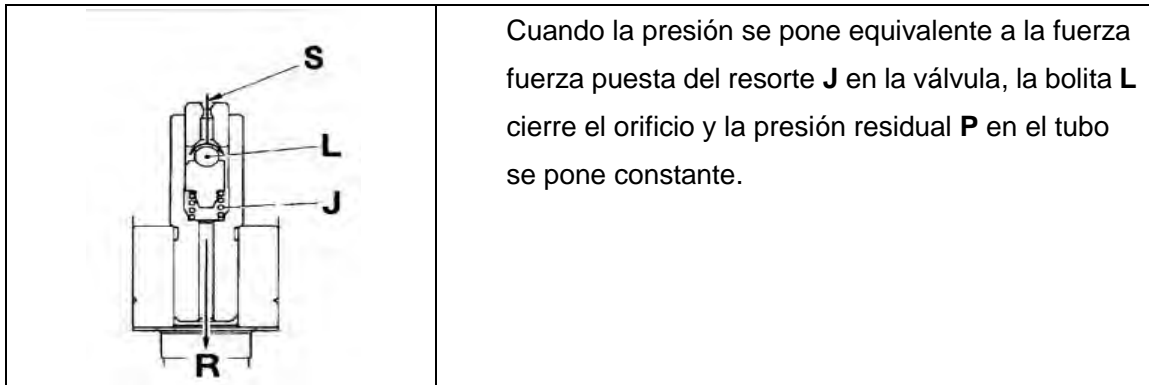 S
L
J
R
Cuando la presión se pone equivalente a la fuerza
fuerza puesta del resorte J en la válvula, la bolita L
cierre el orificio y la presión residual P en el tubo
se pone constante.